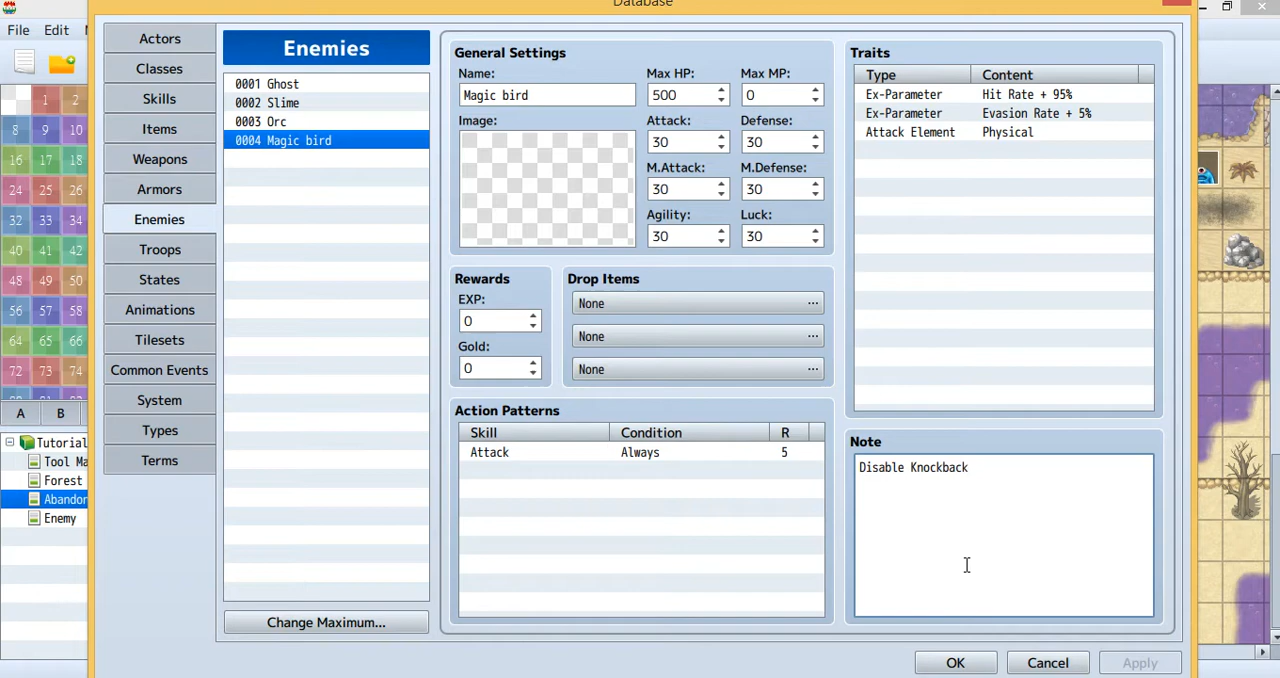 Database
File Edit
Actors
Classes
Skills
Items
Weapons
Armors
Enemies
Troops
States
Animations
Tilesets
Common Events
System
Types
Terms
1 2
8 9 10
16 17 18
24 25 26
32 33 34
40 41 42
48 49 50
56 57 58
64 65 66
72 73 74
A B
Tutorial
Tool Ma
Forest
Abandon
Enemy
Enemies
0001 Ghost
0002 Slime
0003 Orc
0004 Magic bird
Change Maximum...
General Settings
Name: Max HP: Max MP:
Magic bird 500 0
Image: Attack: Defense:
30 30
M.Attack: M.Defense:
30 30
Agility: Luck:
30 30
Rewards
EXP:
0
Gold:
0
Drop Items
None ...
None ...
None ...
Action Patterns
Skill Condition R
Attack Always 5
Traits
Type Content
Ex-Parameter Hit Rate + 95%
Ex-Parameter Evasion Rate + 5%
Attack Element Physical
Note
Disable Knockback
OK Cancel Apply